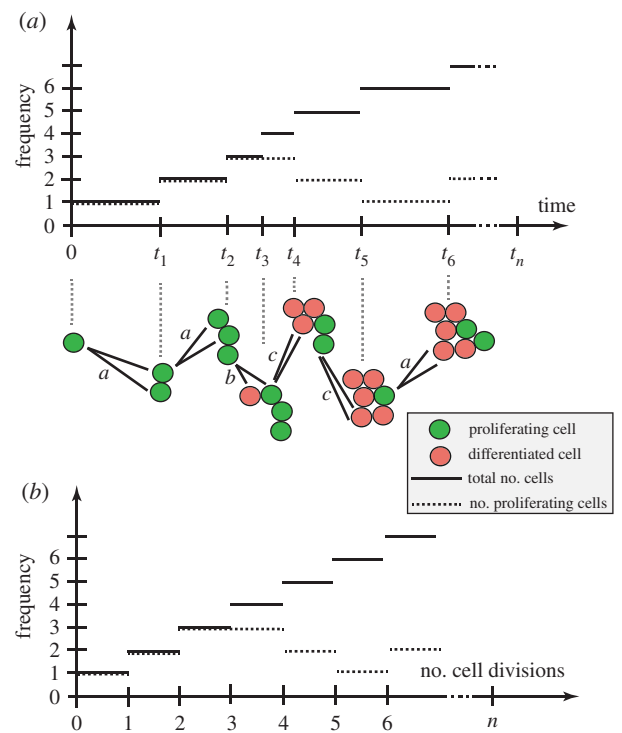 (a)
frequency
6
5
4
3
2
1
0
time
0 t1 t2 t3 t4 t5 t6 tn
a
a
b
c
c
a
proliferating cell
differentiated cell
total no. cells
no. proliferating cells
(b)
frequency
6
5
4
3
2
1
0
no. cell divisions
0 1 2 3 4 5 6 n